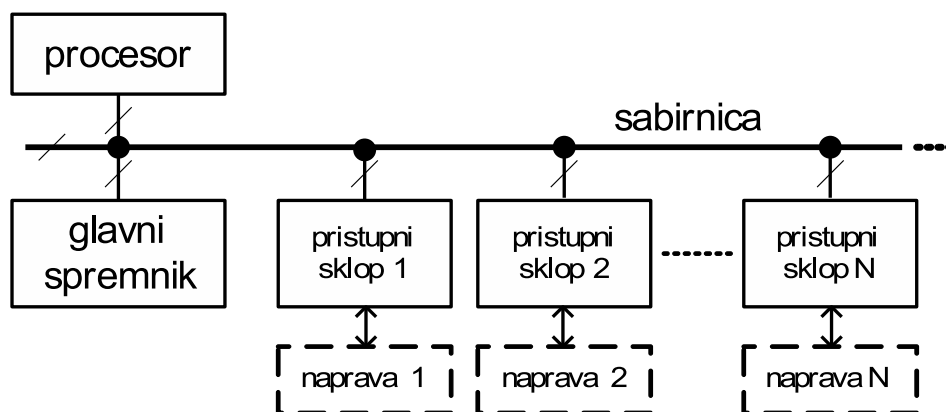 procesor
sabirnica
glavni
spremnik
pristupni
sklop 1
pristupni
sklop 2
pristupni
sklop N
naprava 1
naprava 2
naprava N